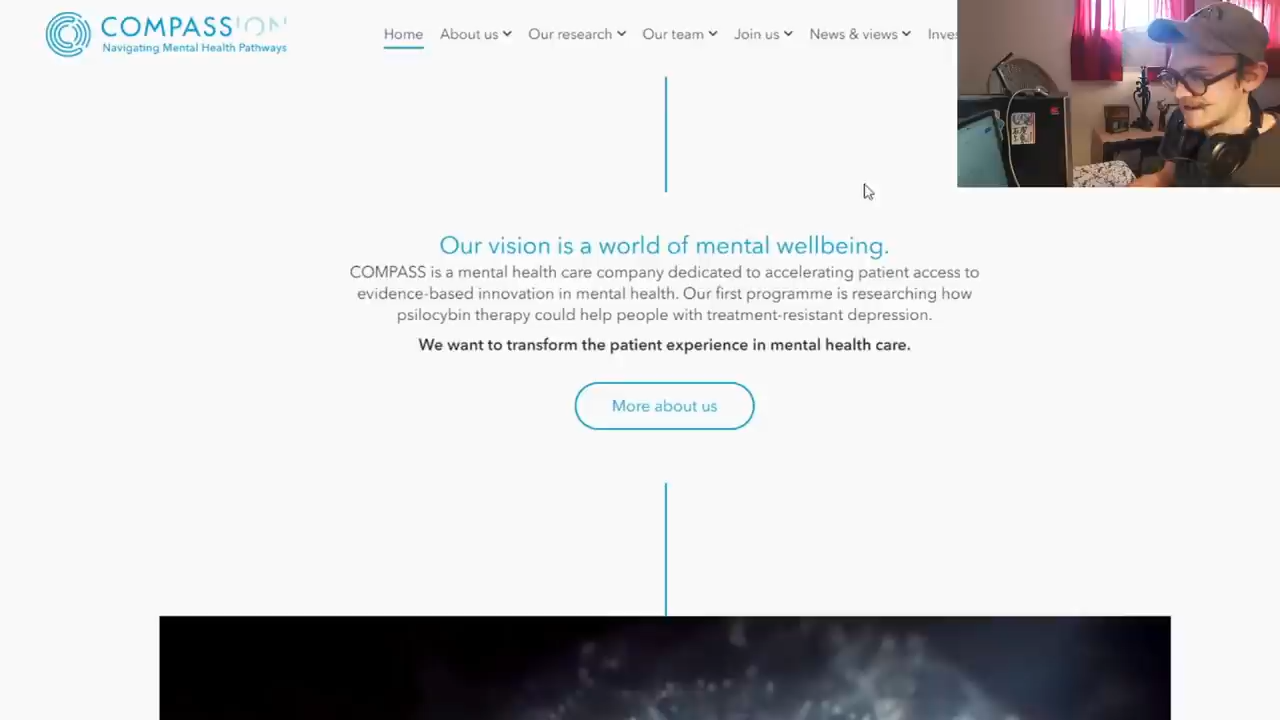 COMPASSION
Navigating Mental Health Pathways
Home About us Our research Our team Join us News & views Inves
Our vision is a world of mental wellbeing.
COMPASS is a mental health care company dedicated to accelerating patient access to
evidence-based innovation in mental health. Our first programme is researching how
psilocybin therapy could help people with treatment-resistant depression.
We want to transform the patient experience in mental health care.
More about us